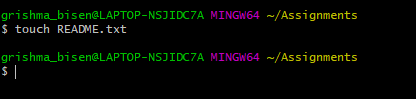 grishma_bisen@LAPTOP-NSJIDC7A MINGW64 ~/Assignments
$ touch README.txt
grishma_bisen@LAPTOP-NSJIDC7A MINGW64 ~/Assignments
$